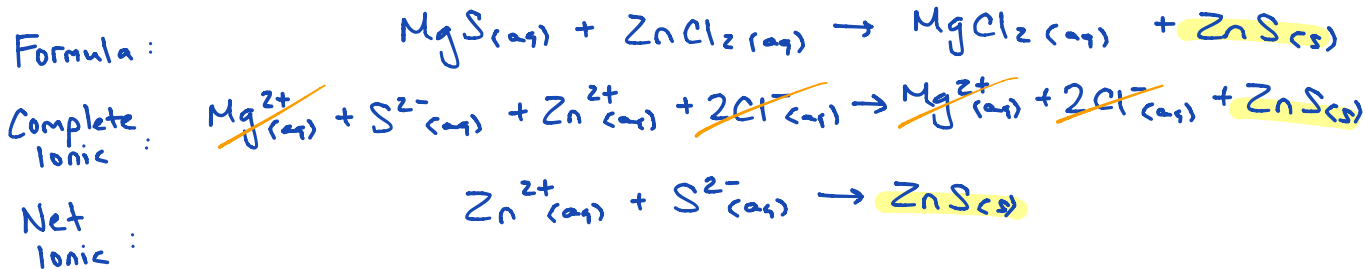 Formula: MgS(aq) + ZnCl₂(aq) → MgCl₂(aq) + ZnS(s)
Complete Ionic: Mg²⁺(aq) + S²⁻(aq) + Zn²⁺(aq) + 2Cl⁻(aq) → Mg²⁺(aq) + 2Cl⁻(aq) + ZnS(s)
Net Ionic: Zn²⁺(aq) + S²⁻(aq) → ZnS(s)